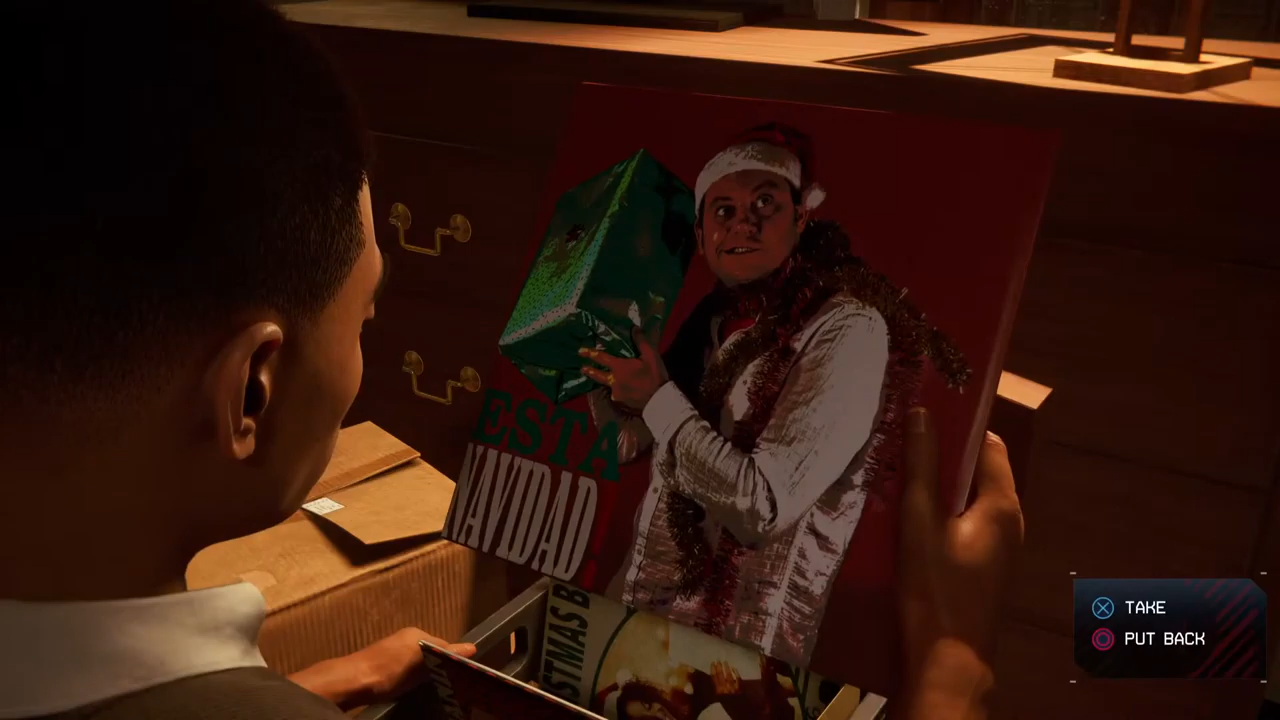 ESTA
NAVIDAD
STMAS B
TAKE
PUT BACK